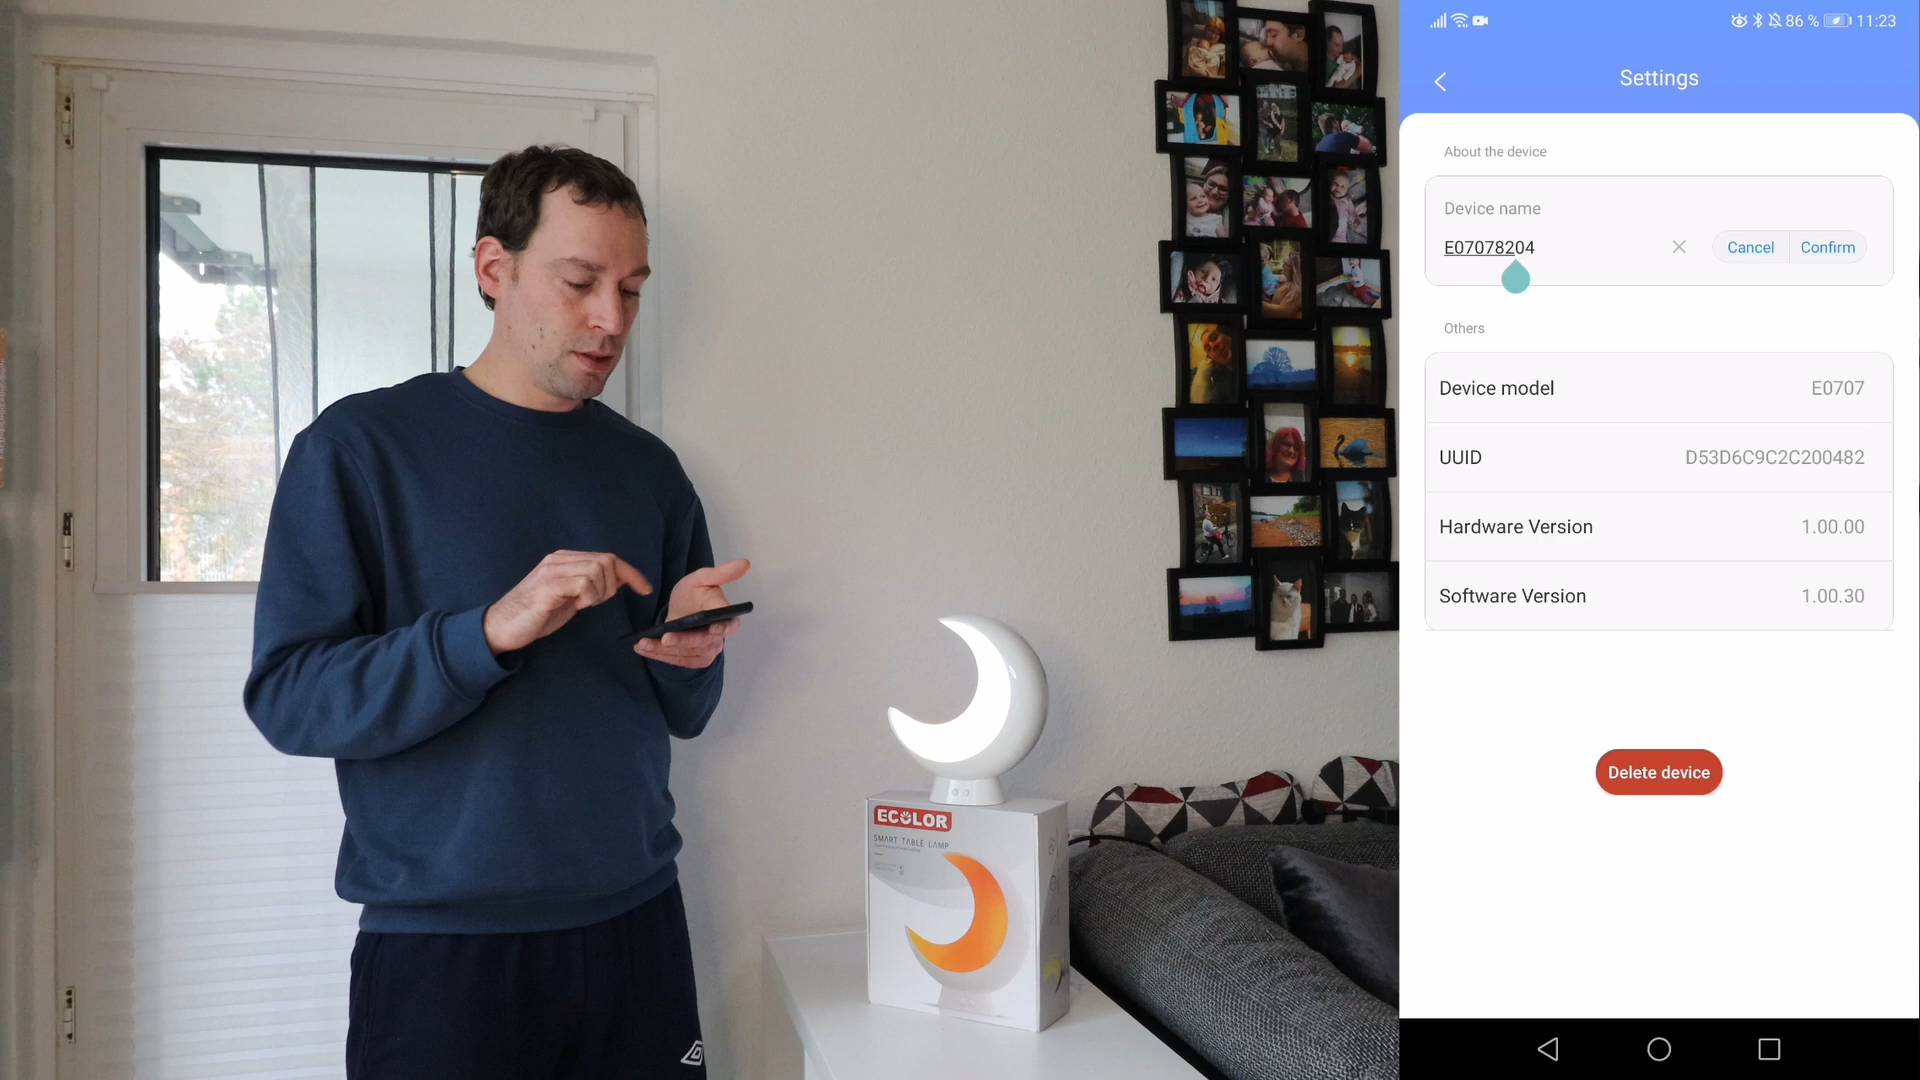 86 % 11:23
Settings
About the device
Device name
E07078204
Cancel
Confirm
Others
Device model
E0707
UUID
D53D6C9C2C200482
Hardware Version
1.00.00
Software Version
1.00.30
Delete device
ECOLOR
SMART TABLE LAMP